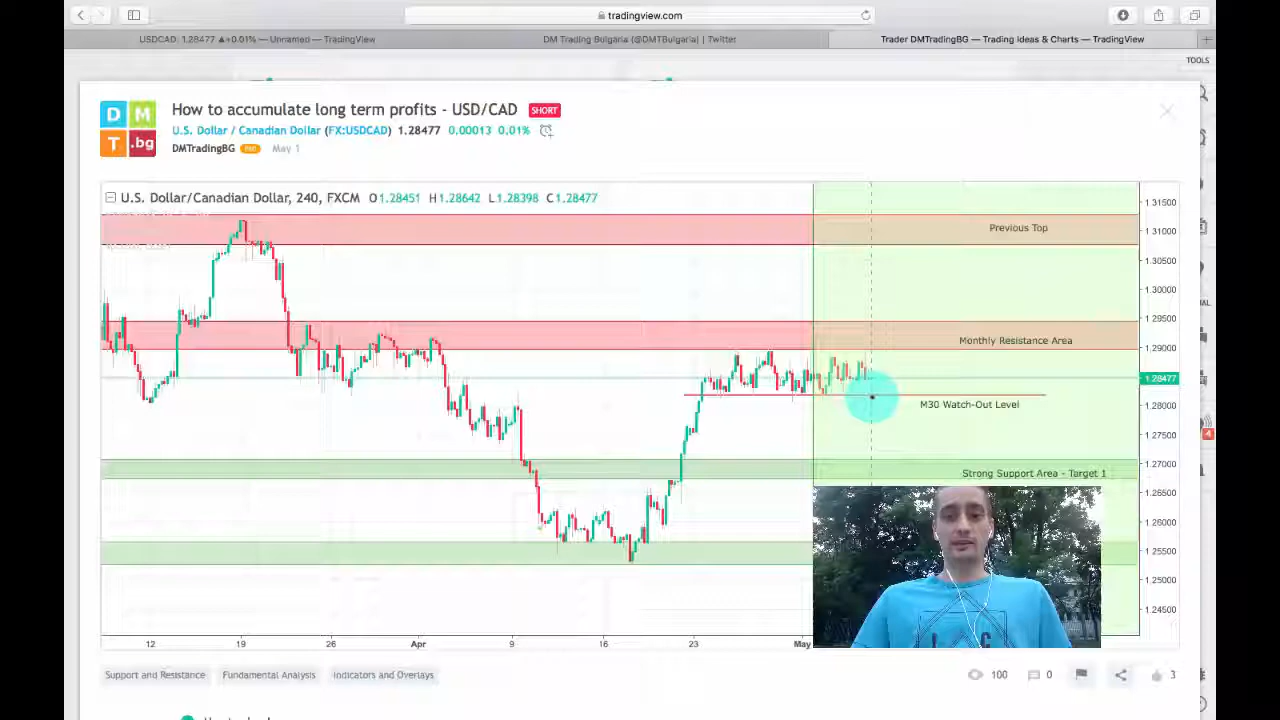 tradingview.com
USDCAD: 1.28477 ▲+0.01% — Unnamed — TradingView
DM Trading Bulgaria (@DMTBulgaria) | Twitter
Trader DMTradingBG — Trading Ideas & Charts — TradingView
TOOLS
D M
T .bg
How to accumulate long term profits - USD/CAD SHORT
U.S. Dollar / Canadian Dollar (FX:USDCAD) 1.28477 0.00013 0.01%
DMTradingBG PRO May 1
U.S. Dollar/Canadian Dollar, 240, FXCM O1.28451 H1.28642 L1.28398 C1.28477
1.31500
Previous Top
1.31000
1.30500
1.30000
1.29500
Monthly Resistance Area
1.29000
1.28477
M30 Watch-Out Level
1.28000
1.27500
1.27000
Strong Support Area - Target 1
1.26500
1.26000
1.25500
1.25000
1.24500
12 19 26 Apr 9 16 23 May
Support and Resistance Fundamental Analysis Indicators and Overlays
100 0 3
4